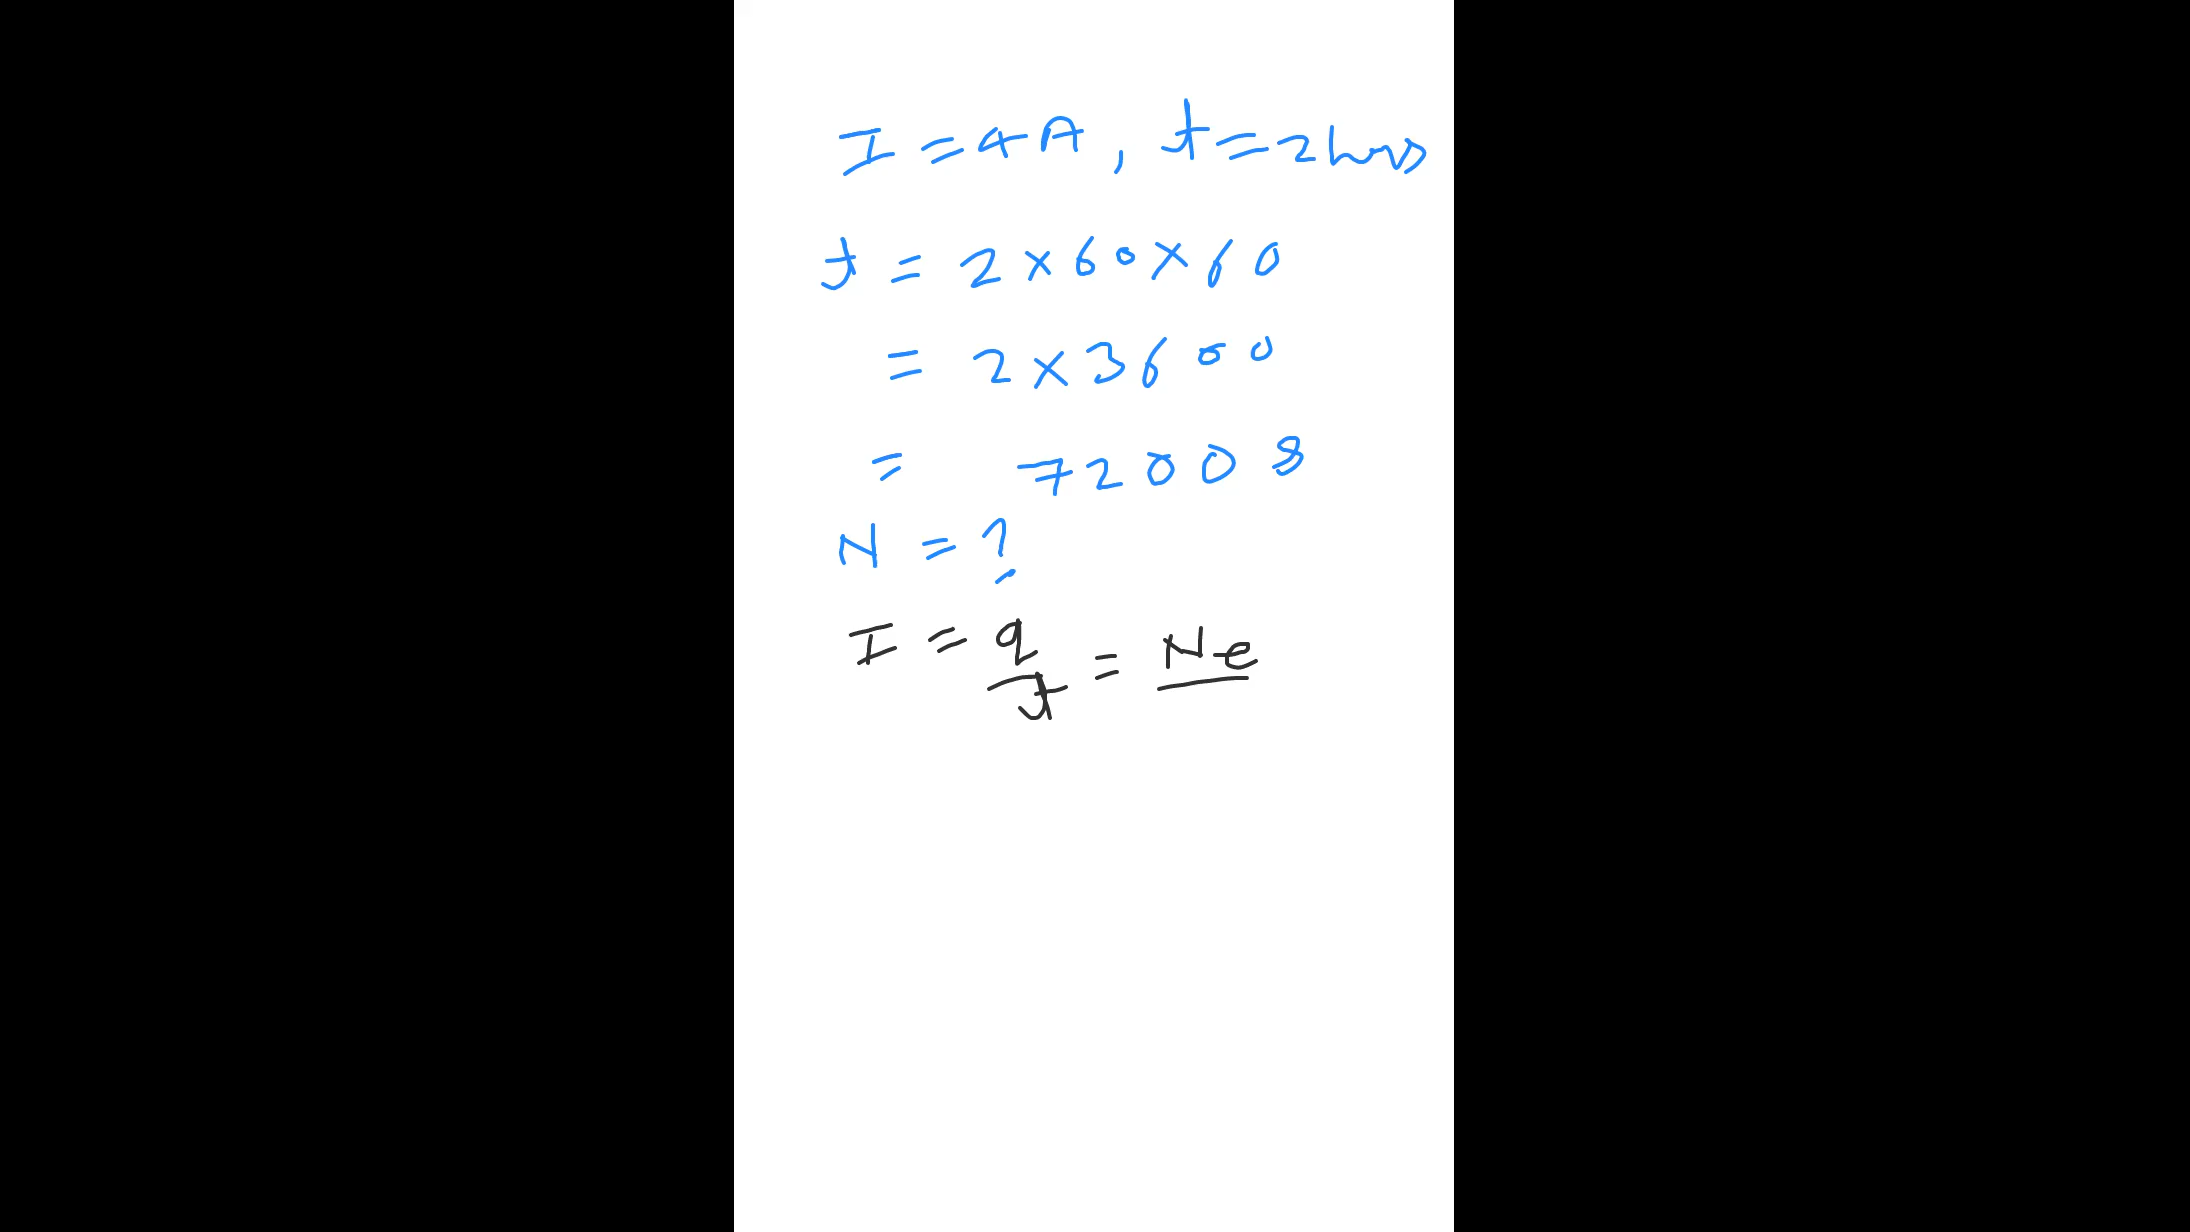 I = 4A, t = 2hrs
t = 2 × 60 × 60
= 2 × 3600
= 7200 s
N = ?
I = q/t = Ne